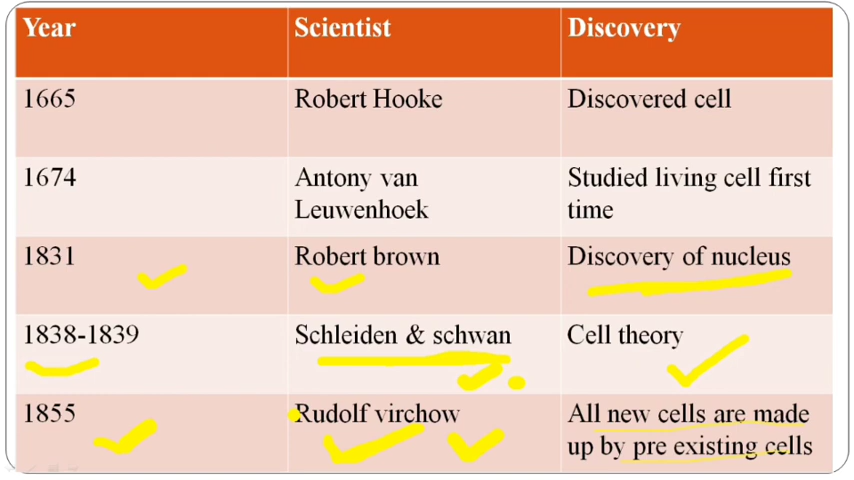 Year Scientist Discovery
1665 Robert Hooke Discovered cell
1674 Antony van Studied living cell first
Leuwenhoek time
1831 Robert brown Discovery of nucleus
1838-1839 Schleiden & schwan Cell theory
1855 Rudolf virchow All new cells are made
up by pre existing cells